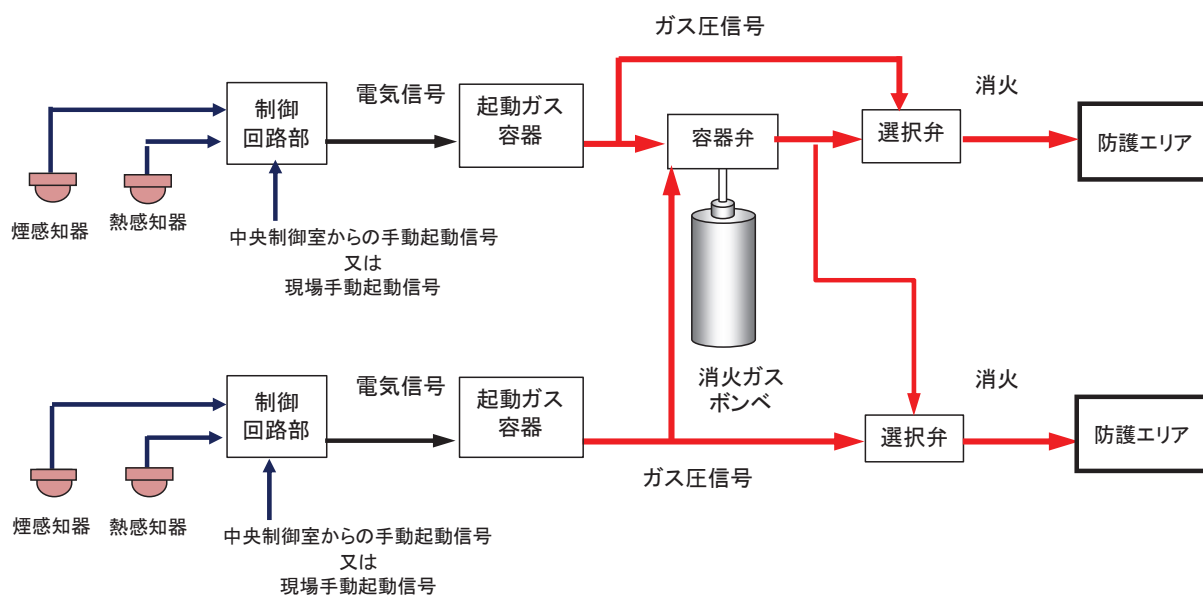 ガス圧信号
電気信号
消火
制御
回路部
起動ガス
容器
容器弁
選択弁
防護エリア
煙感知器
熱感知器
中央制御室からの手動起動信号
又は
現場手動起動信号
消火ガス
ボンベ
電気信号
消火
制御
回路部
起動ガス
容器
選択弁
防護エリア
ガス圧信号
煙感知器
熱感知器
中央制御室からの手動起動信号
又は
現場手動起動信号